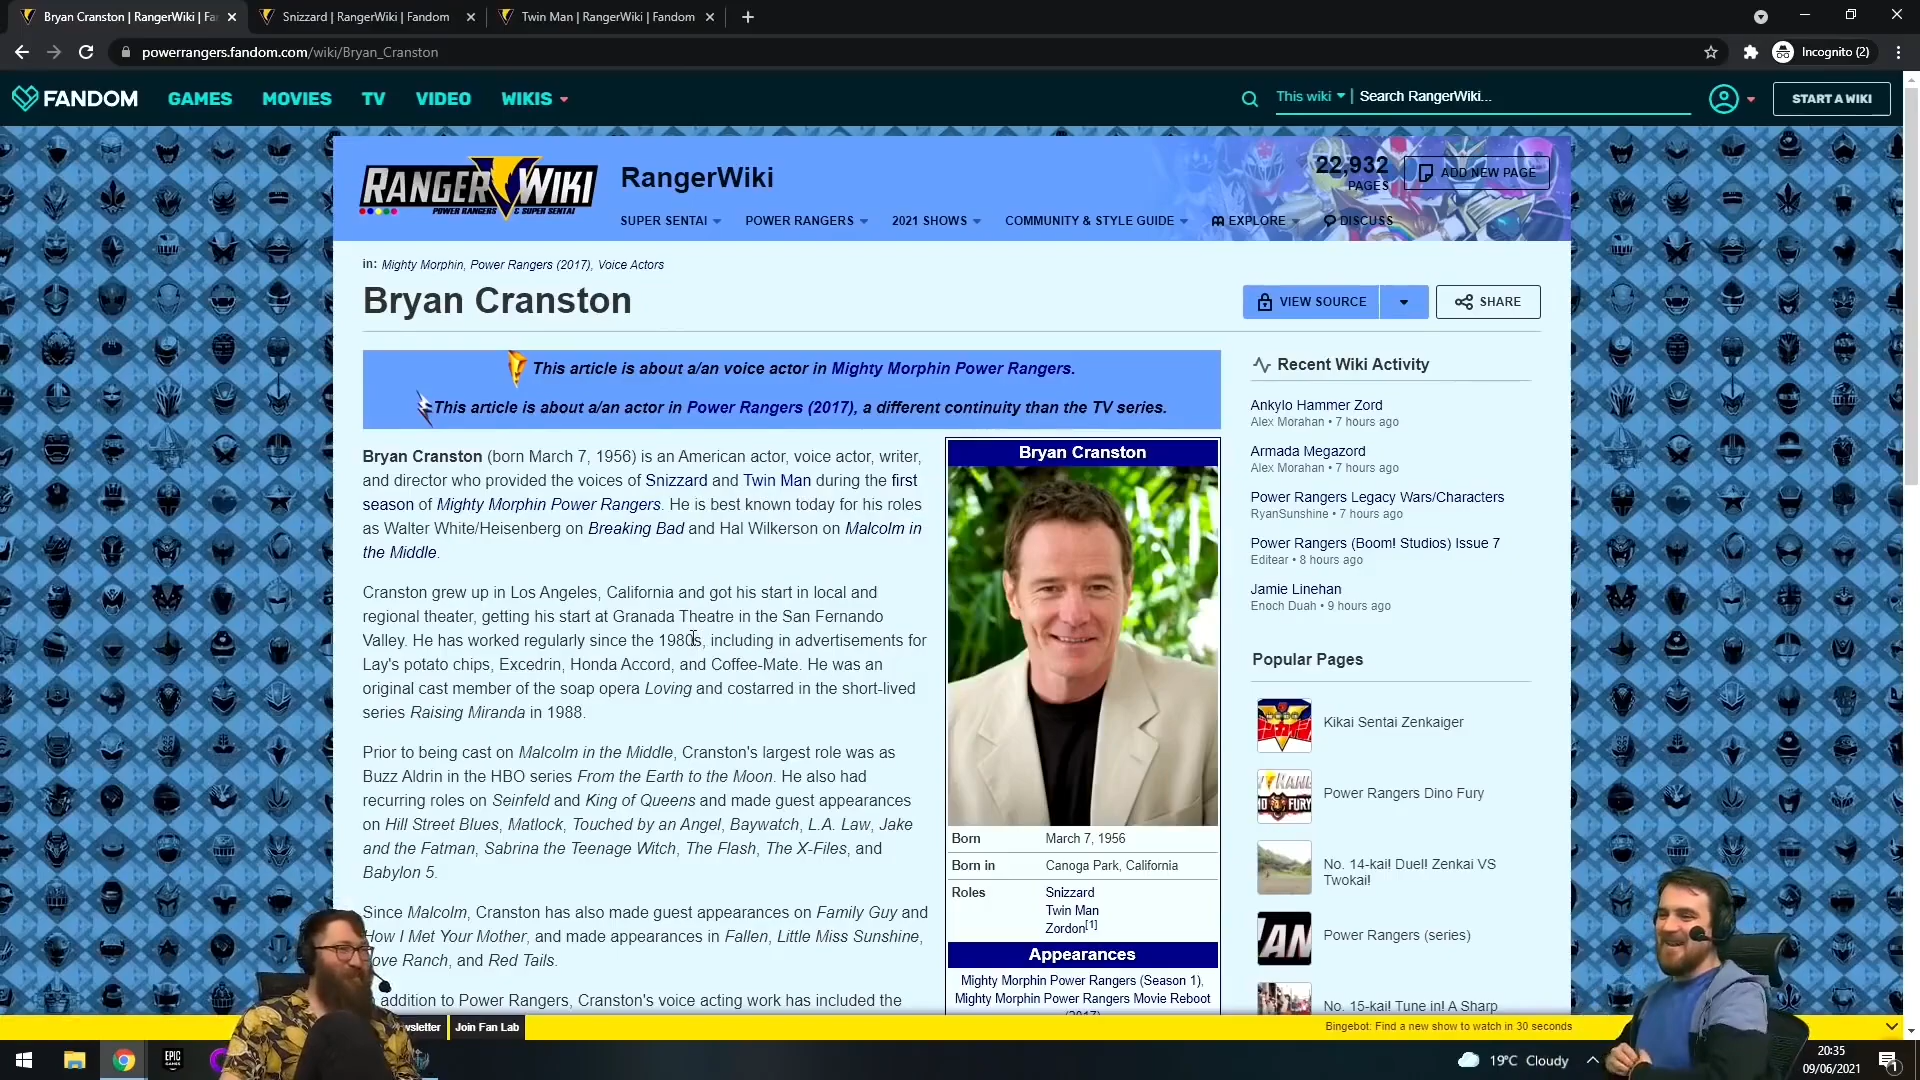 Bryan Cranston | RangerWiki | Fa
Snizzard | RangerWiki | Fandom
Twin Man | RangerWiki | Fandom
powerrangers.fandom.com/wiki/Bryan_Cranston
Incognito (2)
FANDOM
GAMES
MOVIES
TV
VIDEO
WIKIS
This wiki
Search RangerWiki...
START A WIKI
RANGERWIKI
POWER RANGERS & SUPER SENTAI
RangerWiki
22,932
PAGES
ADD NEW PAGE
SUPER SENTAI
POWER RANGERS
2021 SHOWS
COMMUNITY & STYLE GUIDE
EXPLORE
DISCUSS
in: Mighty Morphin, Power Rangers (2017), Voice Actors
Bryan Cranston
VIEW SOURCE
SHARE
This article is about a/an voice actor in Mighty Morphin Power Rangers.
This article is about a/an actor in Power Rangers (2017), a different continuity than the TV series.
Bryan Cranston (born March 7, 1956) is an American actor, voice actor, writer,
and director who provided the voices of Snizzard and Twin Man during the first
season of Mighty Morphin Power Rangers. He is best known today for his roles
as Walter White/Heisenberg on Breaking Bad and Hal Wilkerson on Malcolm in
the Middle.
Cranston grew up in Los Angeles, California and got his start in local and
regional theater, getting his start at Granada Theatre in the San Fernando
Valley. He has worked regularly since the 1980s, including in advertisements for
Lay's potato chips, Excedrin, Honda Accord, and Coffee-Mate. He was an
original cast member of the soap opera Loving and costarred in the short-lived
series Raising Miranda in 1988.
Prior to being cast on Malcolm in the Middle, Cranston's largest role was as
Buzz Aldrin in the HBO series From the Earth to the Moon. He also had
recurring roles on Seinfeld and King of Queens and made guest appearances
on Hill Street Blues, Matlock, Touched by an Angel, Baywatch, L.A. Law, Jake
and the Fatman, Sabrina the Teenage Witch, The Flash, The X-Files, and
Babylon 5.
Since Malcolm, Cranston has also made guest appearances on Family Guy and
How I Met Your Mother, and made appearances in Fallen, Little Miss Sunshine,
ove Ranch, and Red Tails.
addition to Power Rangers, Cranston's voice acting work has included the
Bryan Cranston
Born
March 7, 1956
Born in
Canoga Park, California
Roles
Snizzard
Twin Man
Zordon[1]
Appearances
Mighty Morphin Power Rangers (Season 1),
Mighty Morphin Power Rangers Movie Reboot
(2017)
Recent Wiki Activity
Ankylo Hammer Zord
Alex Morahan • 7 hours ago
Armada Megazord
Alex Morahan • 7 hours ago
Power Rangers Legacy Wars/Characters
RyanSunshine • 7 hours ago
Power Rangers (Boom! Studios) Issue 7
Editear • 8 hours ago
Jamie Linehan
Enoch Duah • 9 hours ago
Popular Pages
Kikai Sentai Zenkaiger
Power Rangers Dino Fury
No. 14-kai! Duel! Zenkai VS
Twokai!
Power Rangers (series)
No. 15-kai! Tune in! A Sharp
wsletter
Join Fan Lab
Bingebot: Find a new show to watch in 30 seconds
EPIC
GAMES
19°C Cloudy
20:35
09/06/2021
1